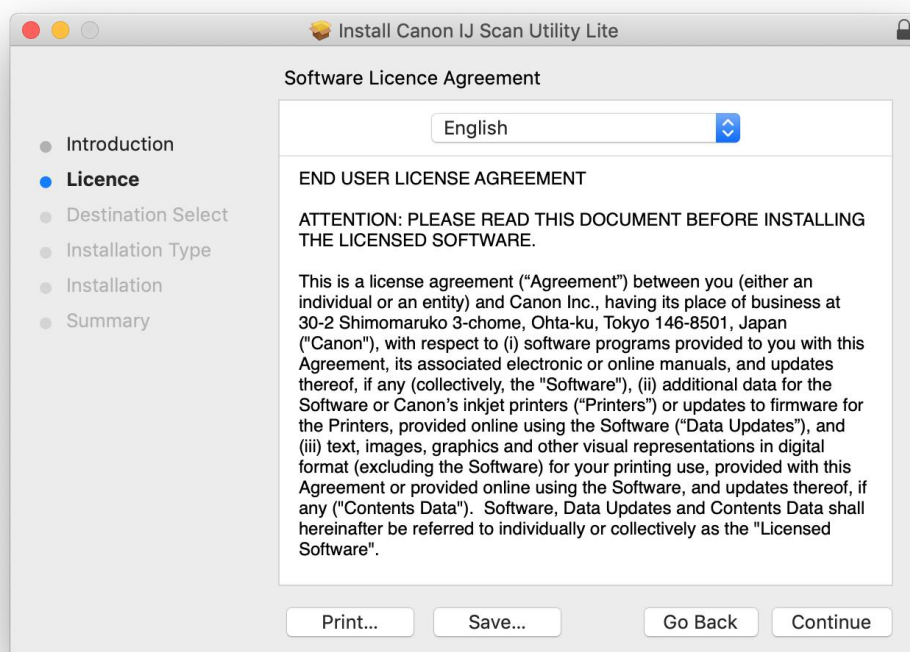 Install Canon IJ Scan Utility Lite
Software Licence Agreement
Introduction
Licence
Destination Select
Installation Type
Installation
Summary
English
END USER LICENSE AGREEMENT
ATTENTION: PLEASE READ THIS DOCUMENT BEFORE INSTALLING
THE LICENSED SOFTWARE.
This is a license agreement (“Agreement”) between you (either an
individual or an entity) and Canon Inc., having its place of business at
30-2 Shimomaruko 3-chome, Ohta-ku, Tokyo 146-8501, Japan
("Canon"), with respect to (i) software programs provided to you with this
Agreement, its associated electronic or online manuals, and updates
thereof, if any (collectively, the "Software"), (ii) additional data for the
Software or Canon’s inkjet printers (“Printers”) or updates to firmware for
the Printers, provided online using the Software (“Data Updates”), and
(iii) text, images, graphics and other visual representations in digital
format (excluding the Software) for your printing use, provided with this
Agreement or provided online using the Software, and updates thereof, if
any ("Contents Data").  Software, Data Updates and Contents Data shall
hereinafter be referred to individually or collectively as the "Licensed
Software".
Print...
Save...
Go Back
Continue